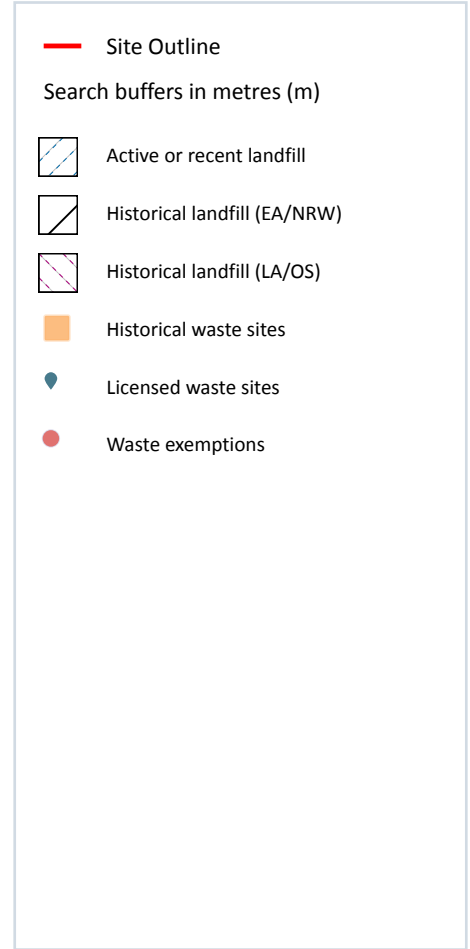 Site Outline
Search buffers in metres (m)
Active or recent landfill
Historical landfill (EA/NRW)
Historical landfill (LA/OS)
Historical waste sites
Licensed waste sites
Waste exemptions